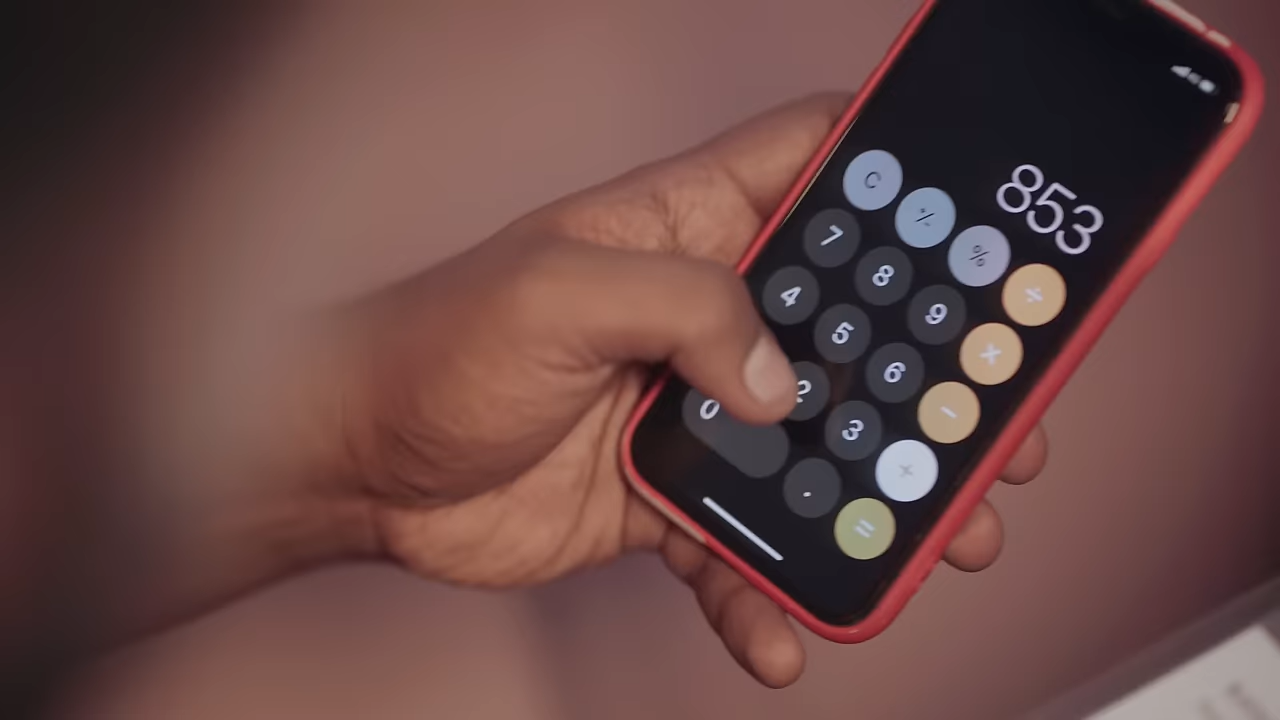 853
C ⁺/₋ % ÷
7 8 9 ×
4 5 6 −
2 3 +
0 . =